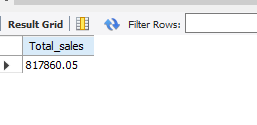 Result Grid Filter Rows:
Total_sales
817860.05